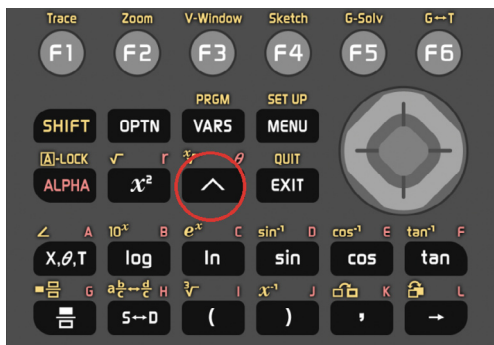 Trace Zoom V-Window Sketch G-Solv G↔T
F1 F2 F3 F4 F5 F6
PRGM SET UP
SHIFT OPTN VARS MENU
A-LOCK √ r ˣ√ θ QUIT
ALPHA x² ^ EXIT
∠ A 10ˣ B eˣ C sin⁻¹ D cos⁻¹ E tan⁻¹ F
X,θ,T log ln sin cos tan
G a b/c↔d/c H ³√ I x⁻¹ J K L
S↔D ( ) , →